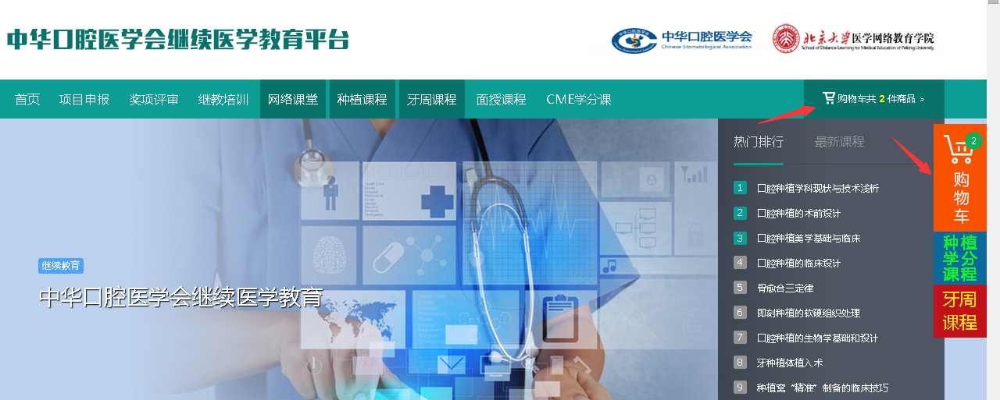 中华口腔医学会继续医学教育平台
中华口腔医学会
Chinese Stomatological Association
北京大学医学网络教育学院
School of Distance Learning for Medical Education of Peking University
首页 项目申报 奖项评审 继教培训 网络课堂 种植课程 牙周课程 面授课程 CME学分课
购物车共 2 件商品 >
热门排行 最新课程
1 口腔种植学科现状与技术浅析
2 口腔种植的术前设计
3 口腔种植美学基础与临床
4 口腔种植的临床设计
5 骨愈合三定律
6 即刻种植的软硬组织处理
7 口腔种植的生物学基础和设计
8 牙种植体植入术
9 种植窝“精准”制备的临床技巧
2
购
物
车
种植
学分
课程
牙周
课程
MEDICAL
继续教育
中华口腔医学会继续医学教育